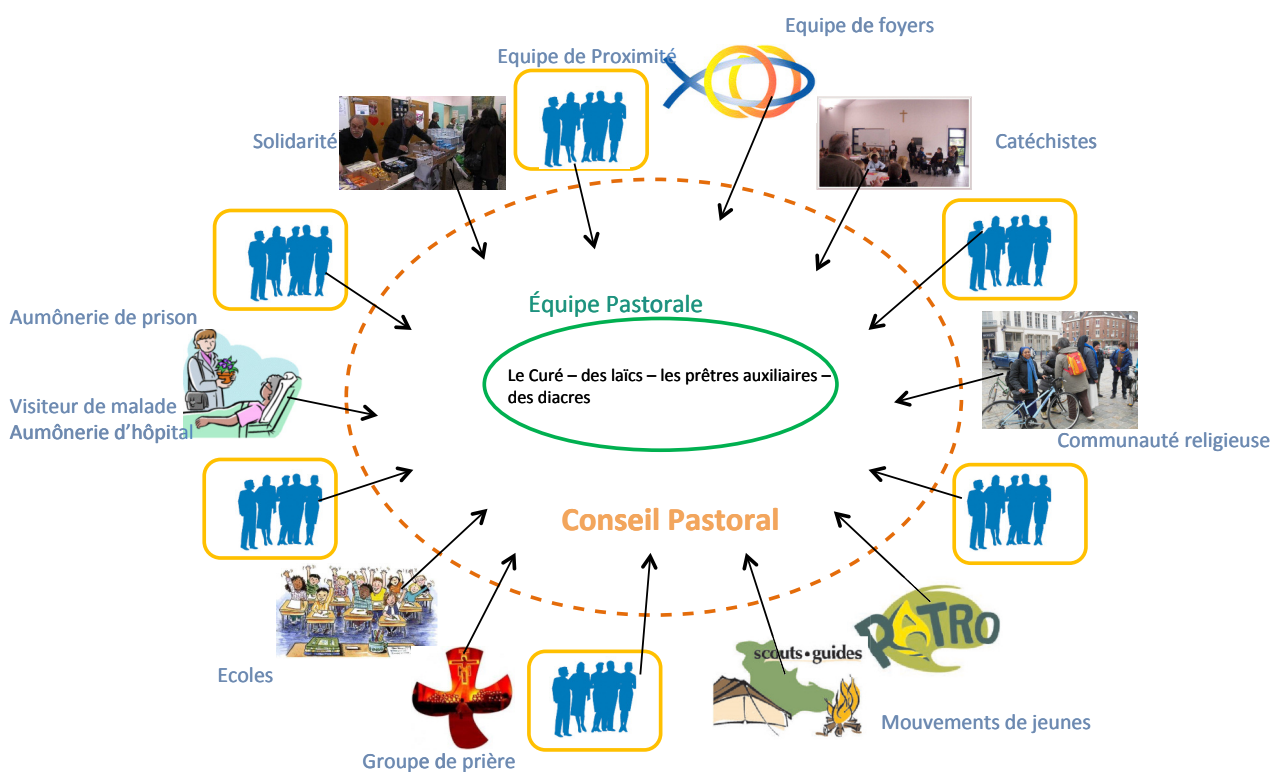 Equipe de foyers
Equipe de Proximité
Solidarité
Catéchistes
Équipe Pastorale
Aumônerie de prison
Le Curé – des laïcs – les prêtres auxiliaires –
des diacres
Visiteur de malade
Aumônerie d'hôpital
Communauté religieuse
Conseil Pastoral
PATRO
scouts•guides
Ecoles
Mouvements de jeunes
Groupe de prière